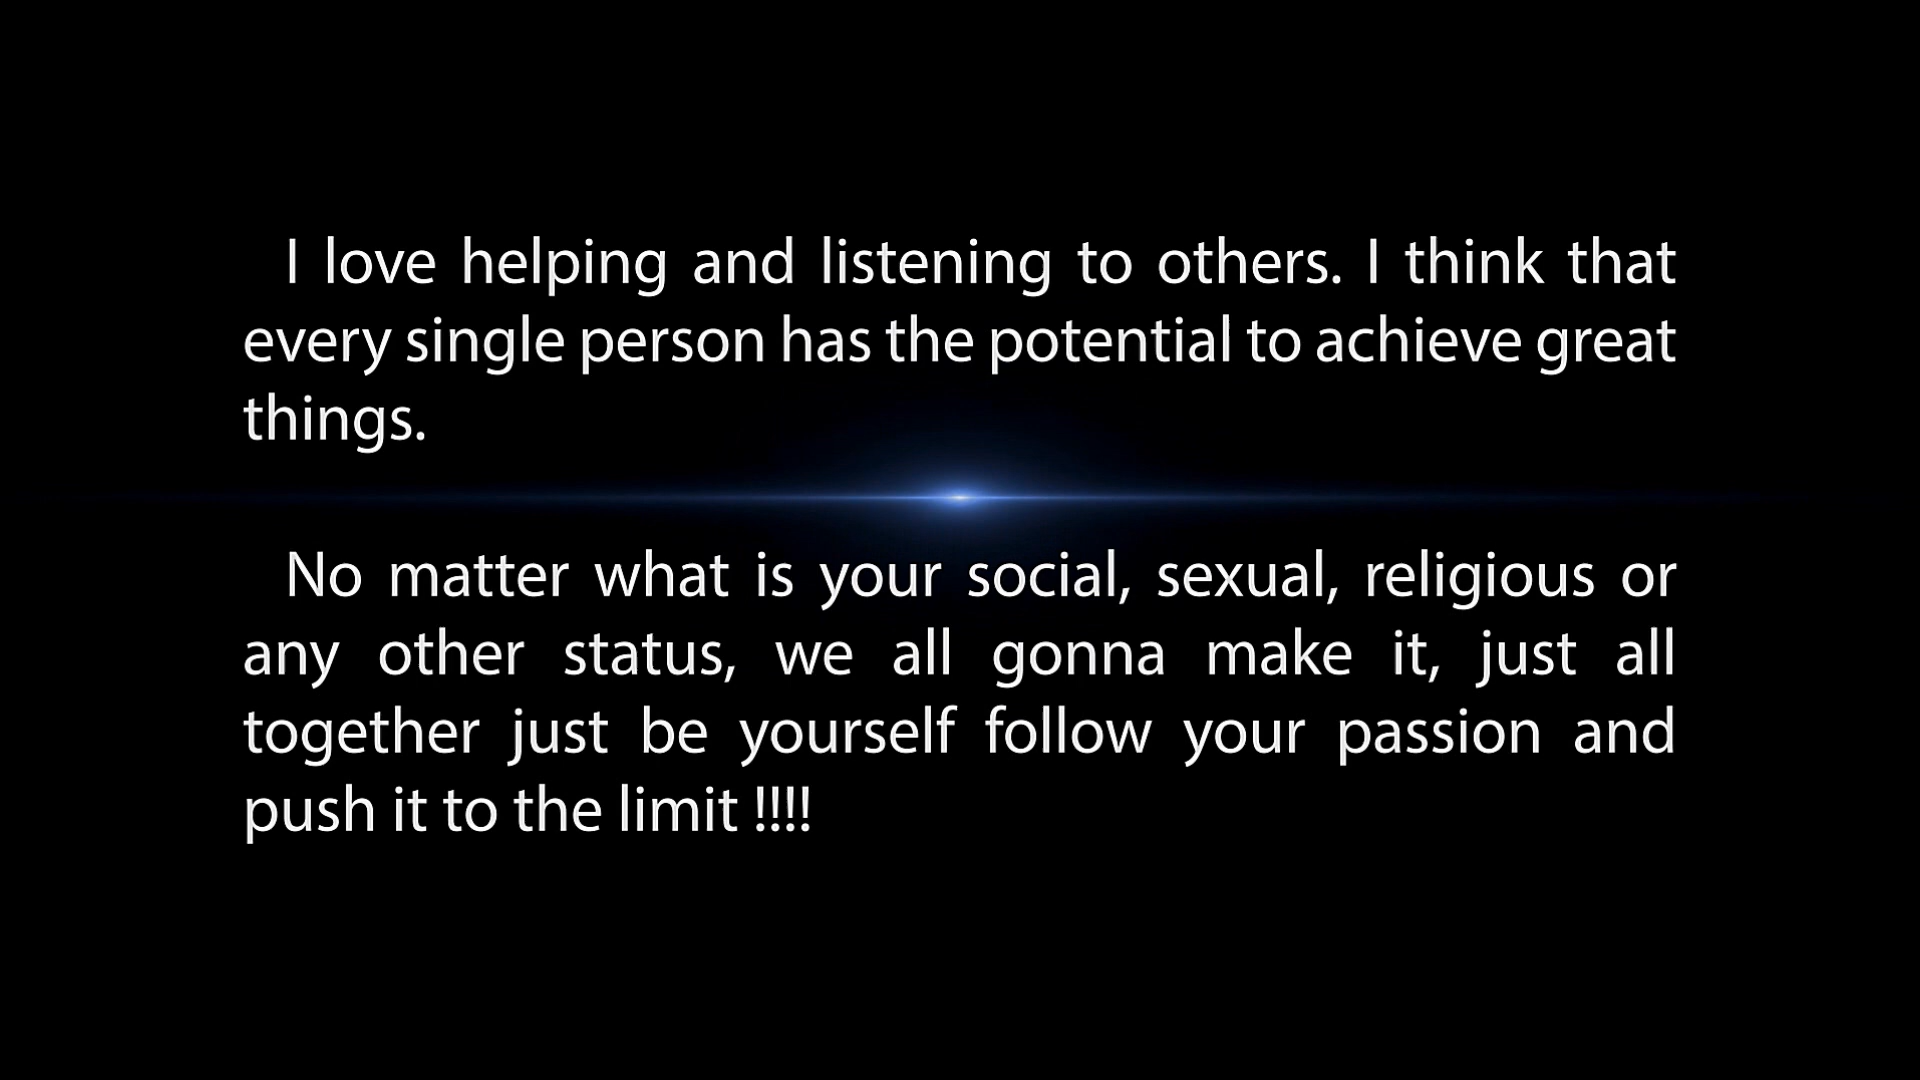 I love helping and listening to others. I think that
every single person has the potential to achieve great
things.
No matter what is your social, sexual, religious or
any other status, we all gonna make it, just all
together just be yourself follow your passion and
push it to the limit !!!!